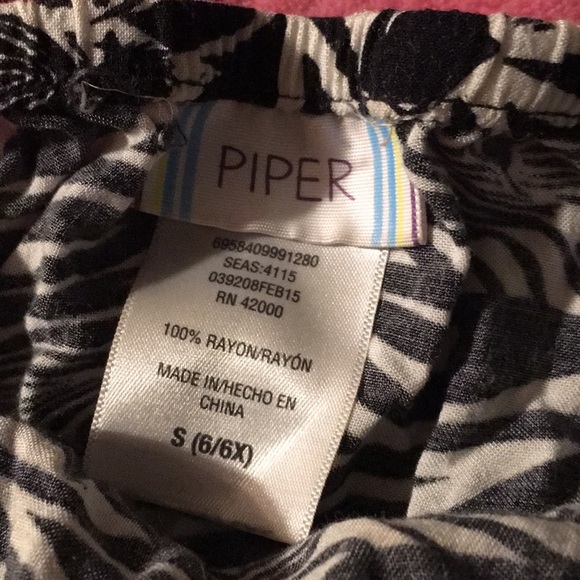 PIPER
6958409991280
SEAS:4115
039208FEB15
RN 42000
100% RAYON/RAYÓN
MADE IN/HECHO EN
CHINA
S (6/6X)